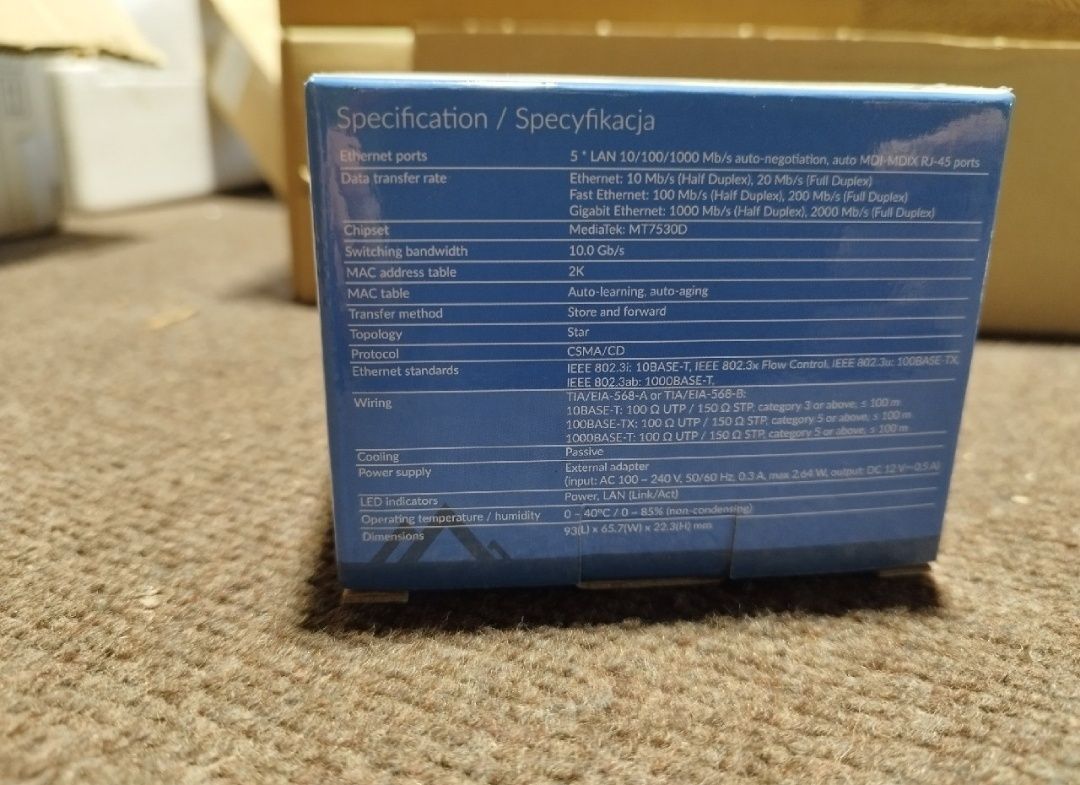 Specification / Specyfikacja
Ethernet ports 5 * LAN 10/100/1000 Mb/s auto-negotiation, auto MDI-MDIX RJ-45 ports
Data transfer rate Ethernet: 10 Mb/s (Half Duplex), 20 Mb/s (Full Duplex)
Fast Ethernet: 100 Mb/s (Half Duplex), 200 Mb/s (Full Duplex)
Gigabit Ethernet: 1000 Mb/s (Half Duplex), 2000 Mb/s (Full Duplex)
Chipset MediaTek: MT7530D
Switching bandwidth 10.0 Gb/s
MAC address table 2K
MAC table Auto-learning, auto-aging
Transfer method Store and forward
Topology Star
Protocol CSMA/CD
Ethernet standards IEEE 802.3i: 10BASE-T, IEEE 802.3x Flow Control, IEEE 802.3u: 100BASE-TX,
IEEE 802.3ab: 1000BASE-T,
Wiring TIA/EIA-568-A or TIA/EIA-568-B:
10BASE-T: 100 Ω UTP / 150 Ω STP, category 3 or above, ≤ 100 m
100BASE-TX: 100 Ω UTP / 150 Ω STP, category 5 or above, ≤ 100 m
1000BASE-T: 100 Ω UTP / 150 Ω STP, category 5 or above, ≤ 100 m
Cooling Passive
Power supply External adapter
(input: AC 100 ~ 240 V, 50/60 Hz, 0.3 A, max 2.64 W, output: DC 12 V⎓0.5 A)
LED indicators Power, LAN (Link/Act)
Operating temperature / humidity 0 ~ 40°C / 0 ~ 85% (non-condensing)
Dimensions 93(L) x 65.7(W) x 22.3(H) mm